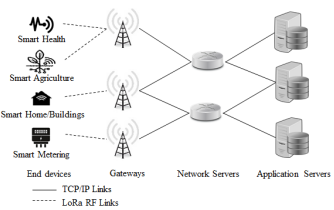 Smart Health
Smart Agriculture
Smart Home/Buildings
Smart Metering
End devices Gateways Network Servers Application Servers
TCP/IP Links
LoRa RF Links